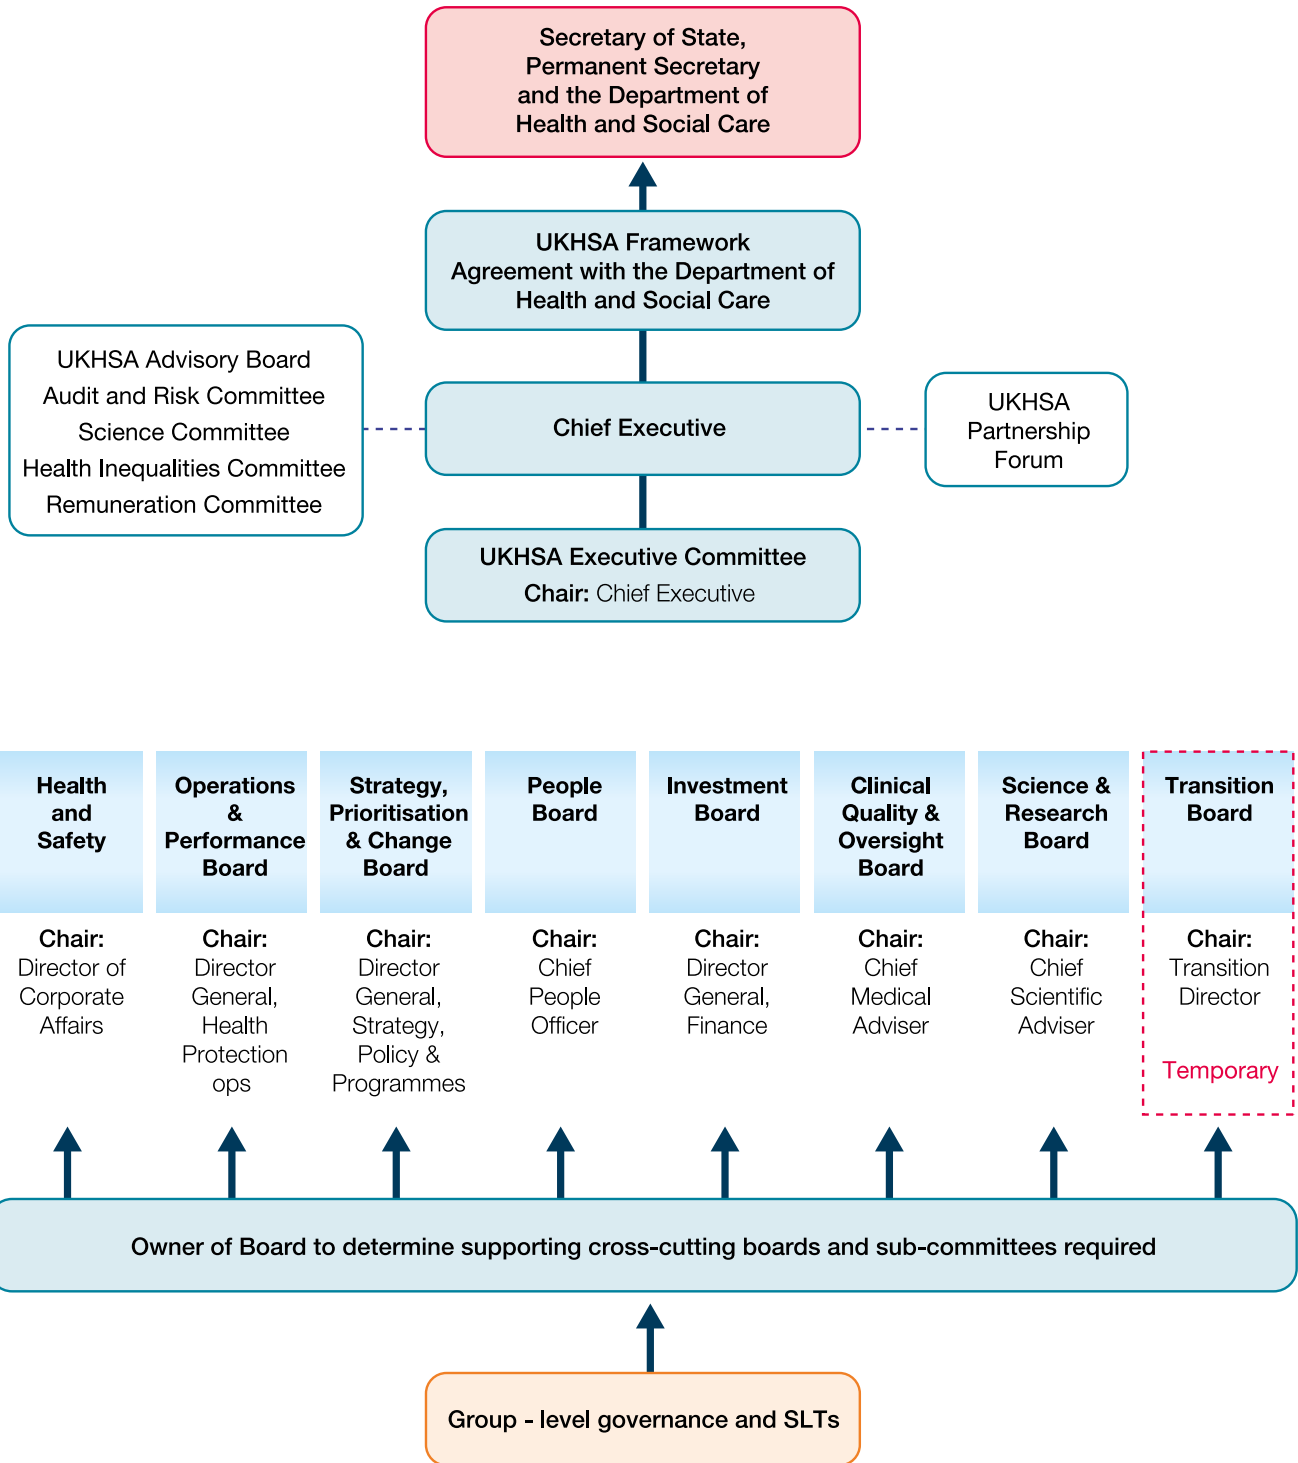 Secretary of State,
Permanent Secretary
and the Department of
Health and Social Care
UKHSA Framework
Agreement with the Department of
Health and Social Care
UKHSA Advisory Board
Audit and Risk Committee
Science Committee
Health Inequalities Committee
Remuneration Committee
Chief Executive
UKHSA
Partnership
Forum
UKHSA Executive Committee
Chair: Chief Executive
Health
and
Safety
Chair:
Director of
Corporate
Affairs
Operations
&
Performance
Board
Chair:
Director
General,
Health
Protection
ops
Strategy,
Prioritisation
& Change
Board
Chair:
Director
General,
Strategy,
Policy &
Programmes
People
Board
Chair:
Chief
People
Officer
Investment
Board
Chair:
Director
General,
Finance
Clinical
Quality &
Oversight
Board
Chair:
Chief
Medical
Adviser
Science &
Research
Board
Chair:
Chief
Scientific
Adviser
Transition
Board
Chair:
Transition
Director
Temporary
Owner of Board to determine supporting cross-cutting boards and sub-committees required
Group - level governance and SLTs